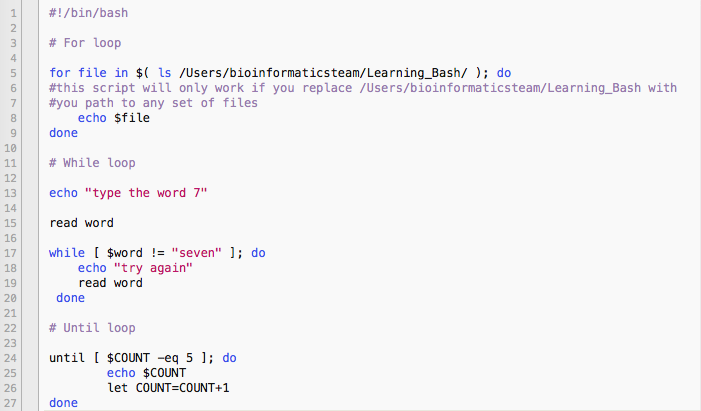 1 #!/bin/bash
2
3 # For loop
4
5 for file in $( ls /Users/bioinformaticsteam/Learning_Bash/ ); do
6 #this script will only work if you replace /Users/bioinformaticsteam/Learning_Bash with
7 #you path to any set of files
8     echo $file
9 done
10
11 # While loop
12
13 echo "type the word 7"
14
15 read word
16
17 while [ $word != "seven" ]; do
18     echo "try again"
19     read word
20  done
21
22 # Until loop
23
24 until [ $COUNT -eq 5 ]; do
25         echo $COUNT
26         let COUNT=COUNT+1
27 done